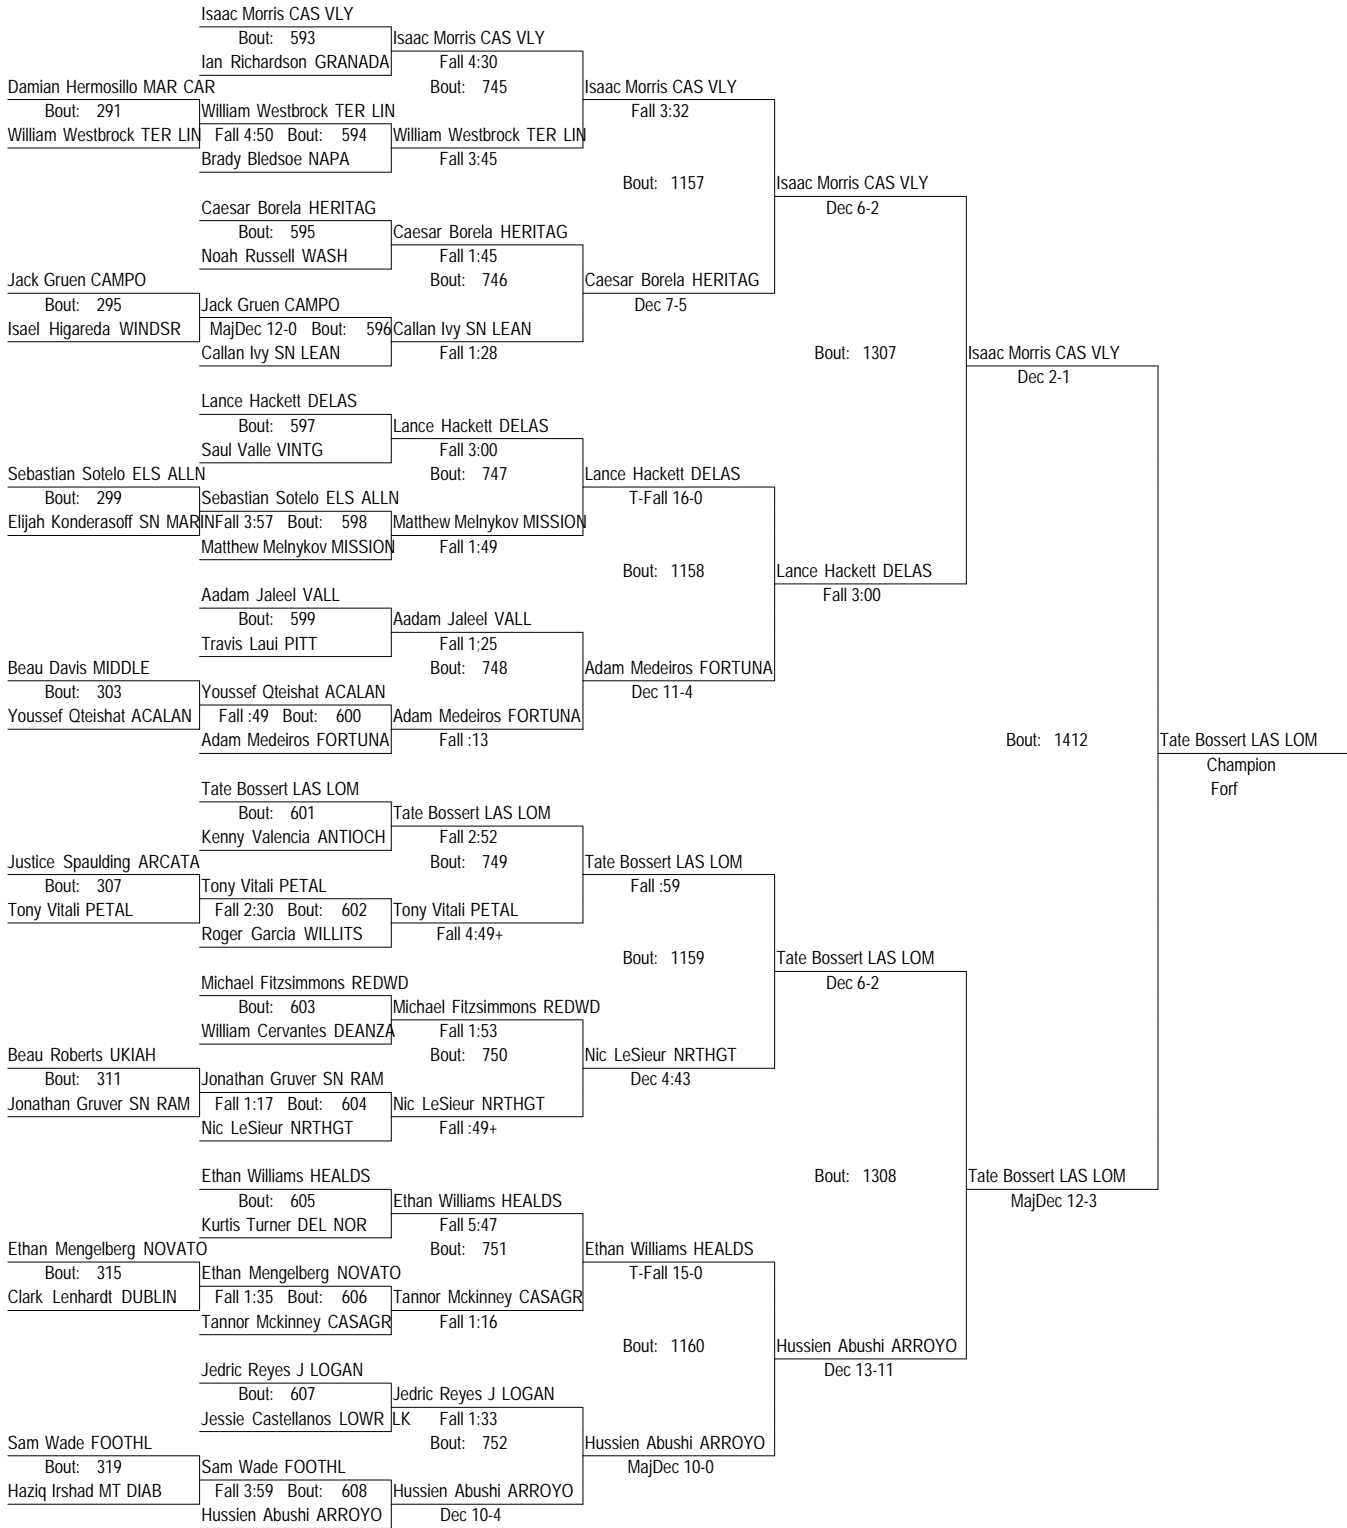 Isaac Morris CAS VLY
Bout: 593 Isaac Morris CAS VLY
Ian Richardson GRANADA Fall 4:30
Damian Hermosillo MAR CAR Bout: 745 Isaac Morris CAS VLY
Bout: 291 William Westbrock TER LIN Fall 3:32
William Westbrock TER LIN Fall 4:50 Bout: 594 William Westbrock TER LIN
Brady Bledsoe NAPA Fall 3:45
Bout: 1157 Isaac Morris CAS VLY
Caesar Borela HERITAG Dec 6-2
Bout: 595 Caesar Borela HERITAG
Noah Russell WASH Fall 1:45
Jack Gruen CAMPO Bout: 746 Caesar Borela HERITAG
Bout: 295 Jack Gruen CAMPO Dec 7-5
Isael Higareda WINDSR MajDec 12-0 Bout: 596 Callan Ivy SN LEAN
Callan Ivy SN LEAN Fall 1:28 Bout: 1307 Isaac Morris CAS VLY
Dec 2-1
Lance Hackett DELAS
Bout: 597 Lance Hackett DELAS
Saul Valle VINTG Fall 3:00
Sebastian Sotelo ELS ALLN Bout: 747 Lance Hackett DELAS
Bout: 299 Sebastian Sotelo ELS ALLN T-Fall 16-0
Elijah Konderasoff SN MARIN Fall 3:57 Bout: 598 Matthew Melnykov MISSION
Matthew Melnykov MISSION Fall 1:49
Bout: 1158 Lance Hackett DELAS
Aadam Jaleel VALL Fall 3:00
Bout: 599 Aadam Jaleel VALL
Travis Laui PITT Fall 1;25
Beau Davis MIDDLE Bout: 748 Adam Medeiros FORTUNA
Bout: 303 Youssef Qteishat ACALAN Dec 11-4
Youssef Qteishat ACALAN Fall :49 Bout: 600 Adam Medeiros FORTUNA
Adam Medeiros FORTUNA Fall :13 Bout: 1412 Tate Bossert LAS LOM
Champion
Tate Bossert LAS LOM Forf
Bout: 601 Tate Bossert LAS LOM
Kenny Valencia ANTIOCH Fall 2:52
Justice Spaulding ARCATA Bout: 749 Tate Bossert LAS LOM
Bout: 307 Tony Vitali PETAL Fall :59
Tony Vitali PETAL Fall 2:30 Bout: 602 Tony Vitali PETAL
Roger Garcia WILLITS Fall 4:49+
Bout: 1159 Tate Bossert LAS LOM
Michael Fitzsimmons REDWD Dec 6-2
Bout: 603 Michael Fitzsimmons REDWD
William Cervantes DEANZA Fall 1:53
Beau Roberts UKIAH Bout: 750 Nic LeSieur NRTHGT
Bout: 311 Jonathan Gruver SN RAM Dec 4:43
Jonathan Gruver SN RAM Fall 1:17 Bout: 604 Nic LeSieur NRTHGT
Nic LeSieur NRTHGT Fall :49+
Ethan Williams HEALDS Bout: 1308 Tate Bossert LAS LOM
Bout: 605 Ethan Williams HEALDS MajDec 12-3
Kurtis Turner DEL NOR Fall 5:47
Ethan Mengelberg NOVATO Bout: 751 Ethan Williams HEALDS
Bout: 315 Ethan Mengelberg NOVATO T-Fall 15-0
Clark Lenhardt DUBLIN Fall 1:35 Bout: 606 Tannor Mckinney CASAGR
Tannor Mckinney CASAGR Fall 1:16
Bout: 1160 Hussien Abushi ARROYO
Jedric Reyes J LOGAN Dec 13-11
Bout: 607 Jedric Reyes J LOGAN
Jessie Castellanos LOWR LK Fall 1:33
Sam Wade FOOTHL Bout: 752 Hussien Abushi ARROYO
Bout: 319 Sam Wade FOOTHL MajDec 10-0
Haziq Irshad MT DIAB Fall 3:59 Bout: 608 Hussien Abushi ARROYO
Hussien Abushi ARROYO Dec 10-4